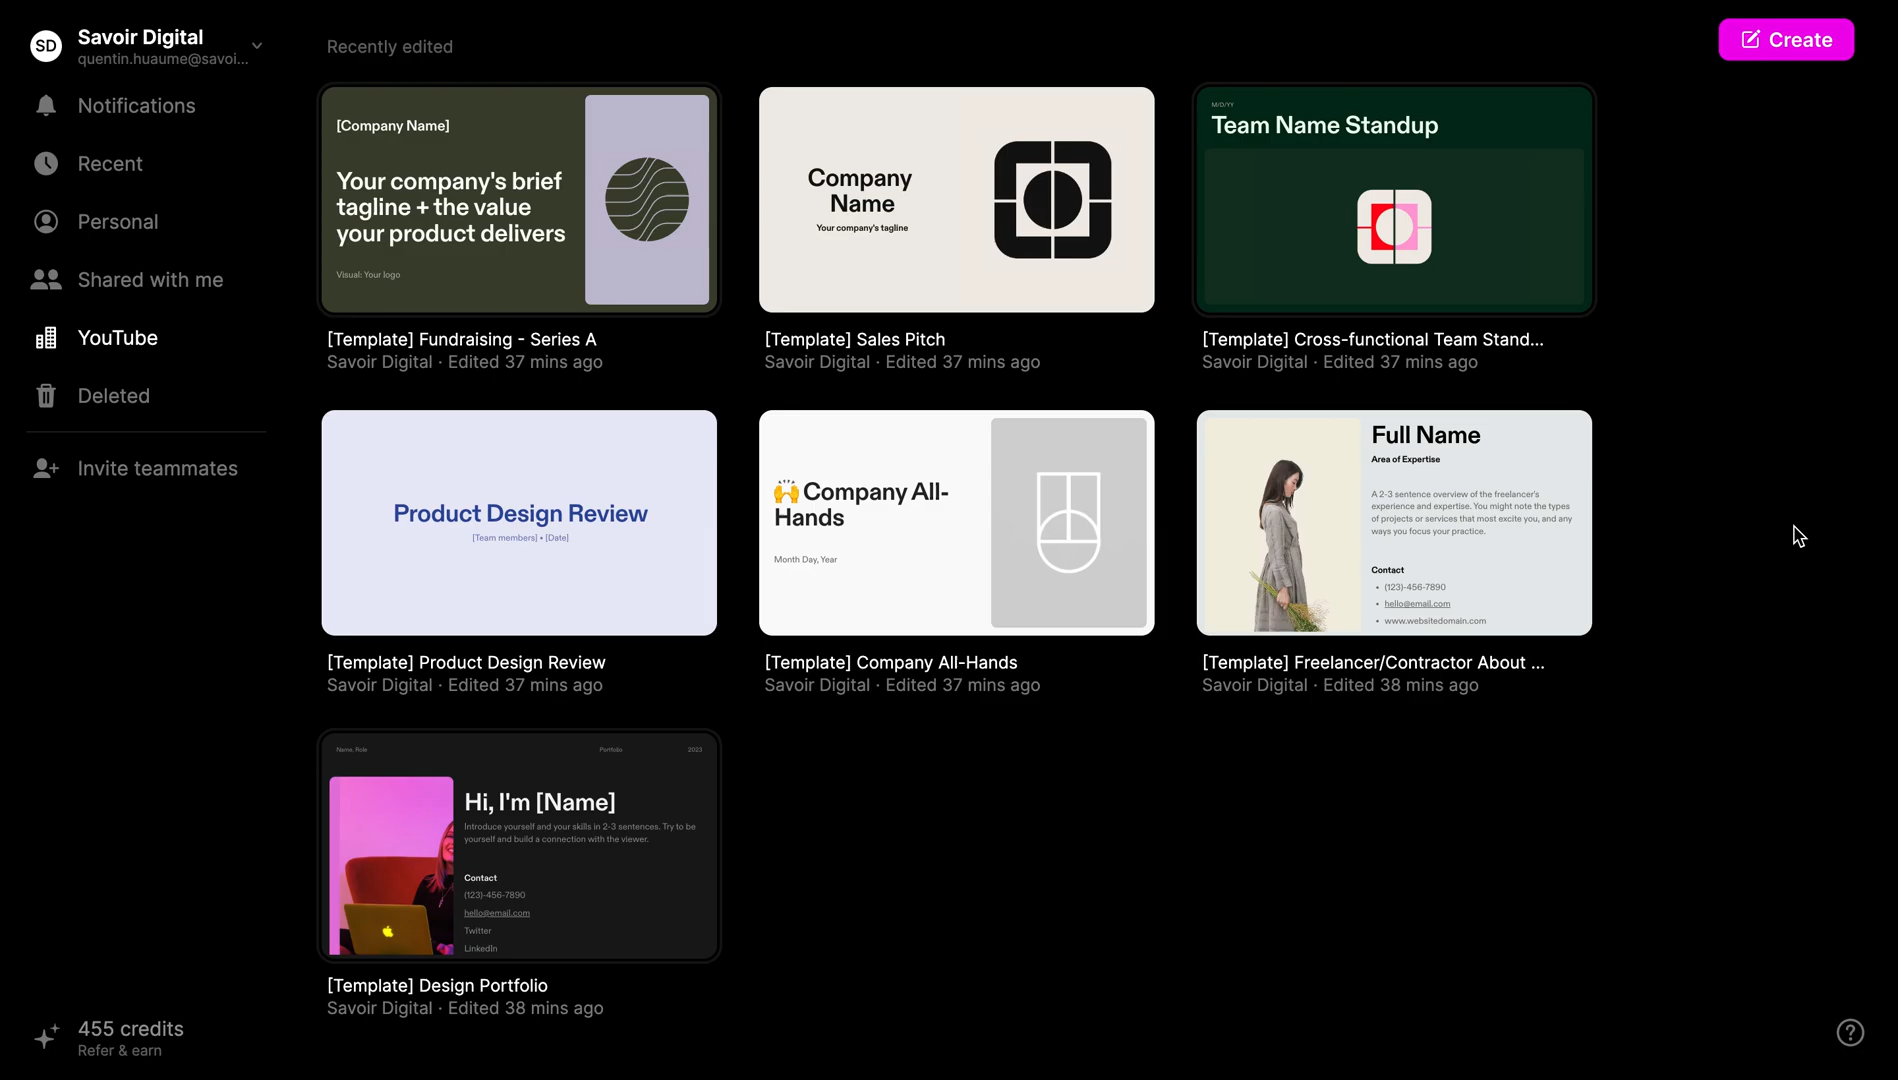 SD
Savoir Digital
quentin.huaume@savoi...
Notifications
Recent
Personal
Shared with me
YouTube
Deleted
Invite teammates
455 credits
Refer & earn
Recently edited
Create
[Company Name]
Your company's brief
tagline + the value
your product delivers
Visual: Your logo
[Template] Fundraising - Series A
Savoir Digital · Edited 37 mins ago
Company
Name
Your company's tagline
[Template] Sales Pitch
Savoir Digital · Edited 37 mins ago
M/D/YY
Team Name Standup
[Template] Cross-functional Team Stand...
Savoir Digital · Edited 37 mins ago
Product Design Review
[Team members] • [Date]
[Template] Product Design Review
Savoir Digital · Edited 37 mins ago
🙌 Company All-
Hands
Month Day, Year
[Template] Company All-Hands
Savoir Digital · Edited 37 mins ago
Full Name
Area of Expertise
A 2-3 sentence overview of the freelancer's
experience and expertise. You might note the types
of projects or services that most excite you, and any
ways you focus your practice.
Contact
• (123)-456-7890
• hello@email.com
• www.websitedomain.com
[Template] Freelancer/Contractor About ...
Savoir Digital · Edited 38 mins ago
Name, Role
Portfolio
2023
Hi, I'm [Name]
Introduce yourself and your skills in 2-3 sentences. Try to be
yourself and build a connection with the viewer.
Contact
(123)-456-7890
hello@email.com
Twitter
LinkedIn
[Template] Design Portfolio
Savoir Digital · Edited 38 mins ago
?